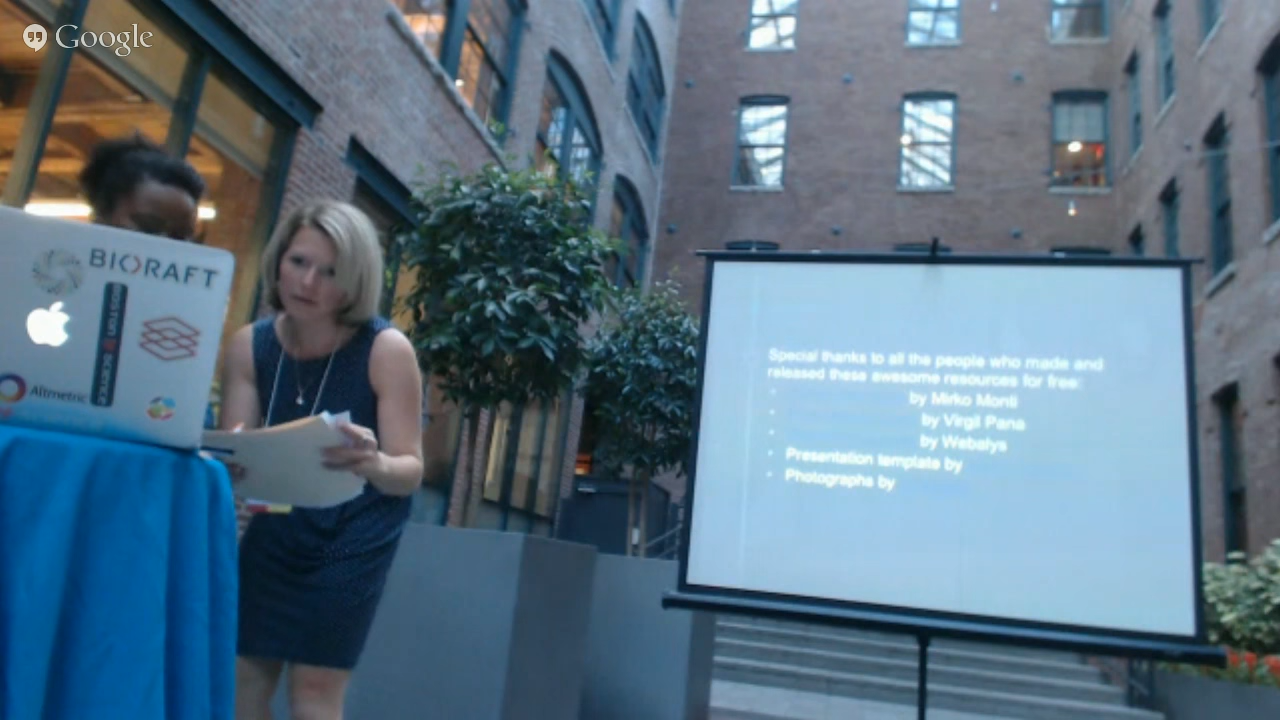 Google
BIORAFT
Altmetric
Special thanks to all the people who made and
released these awesome resources for free:
by Mirko Monti
by Virgil Pana
by Webalys
Presentation template by
Photographs by